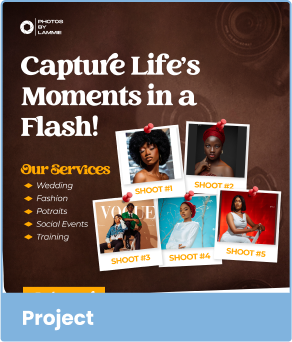 PHOTOS
BY
LAMMIE
Capture Life's
Moments in a
Flash!
Our Services
Wedding
Fashion
Potraits
Social Events
Training
VOGUE
SHOOT #1
SHOOT #2
SHOOT #3
SHOOT #4
SHOOT #5
Project